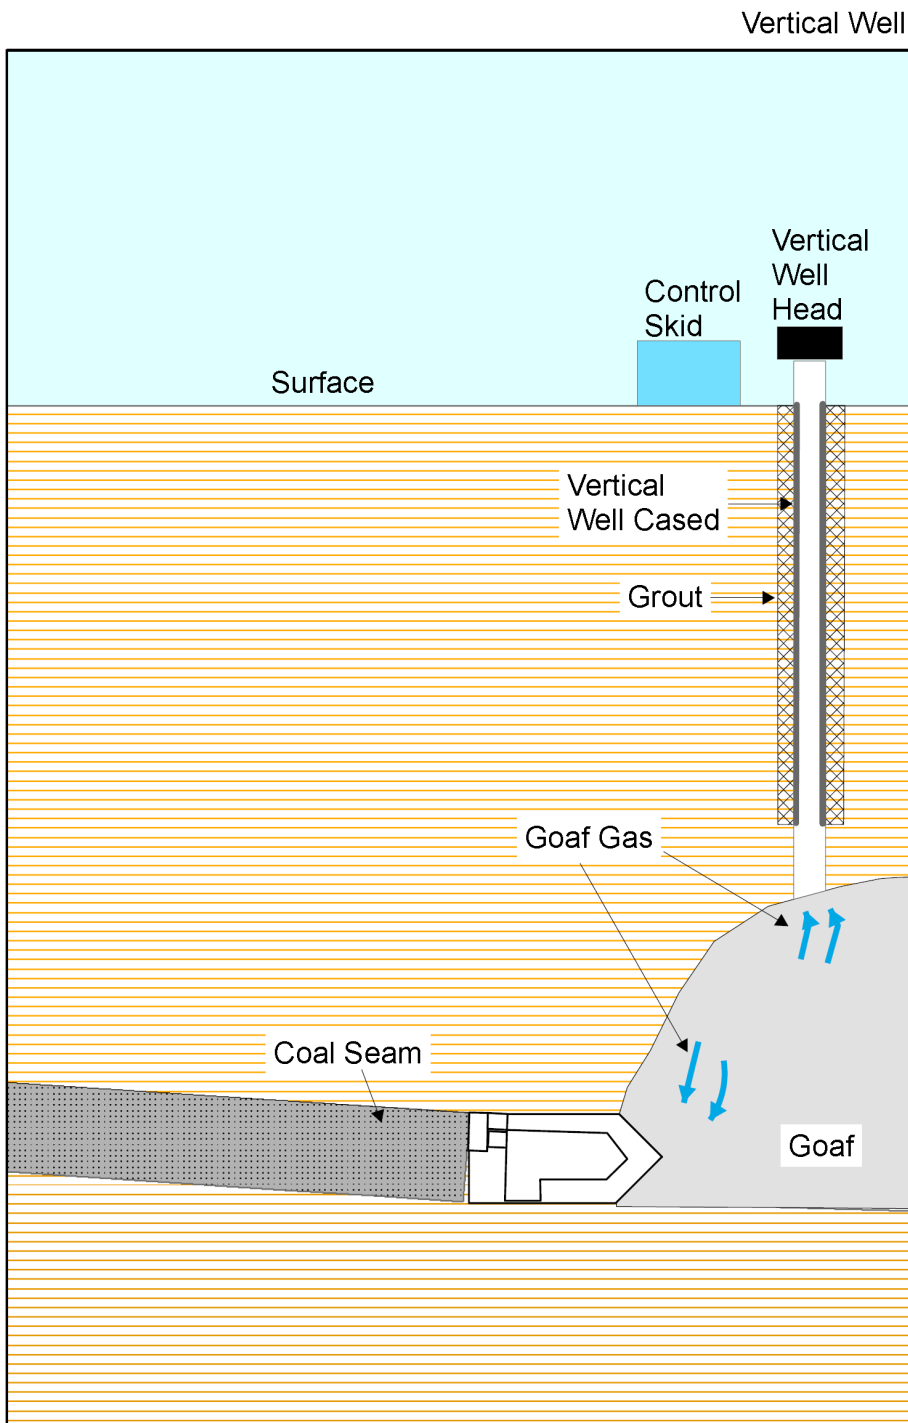 Vertical Well
Vertical
Well
Head
Control
Skid
Surface
Vertical
Well Cased
Grout
Goaf Gas
Coal Seam
Goaf